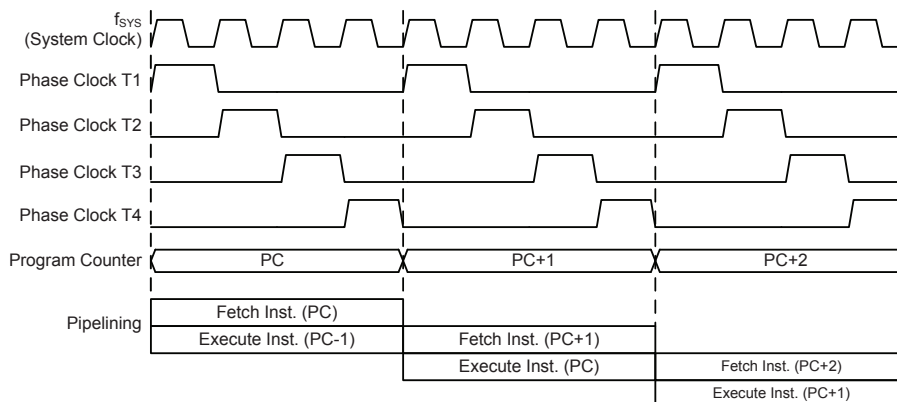 fSYS
(System Clock)
Phase Clock T1
Phase Clock T2
Phase Clock T3
Phase Clock T4
Program Counter PC PC+1 PC+2
Pipelining
Fetch Inst. (PC)
Execute Inst. (PC-1) Fetch Inst. (PC+1)
Execute Inst. (PC) Fetch Inst. (PC+2)
Execute Inst. (PC+1)